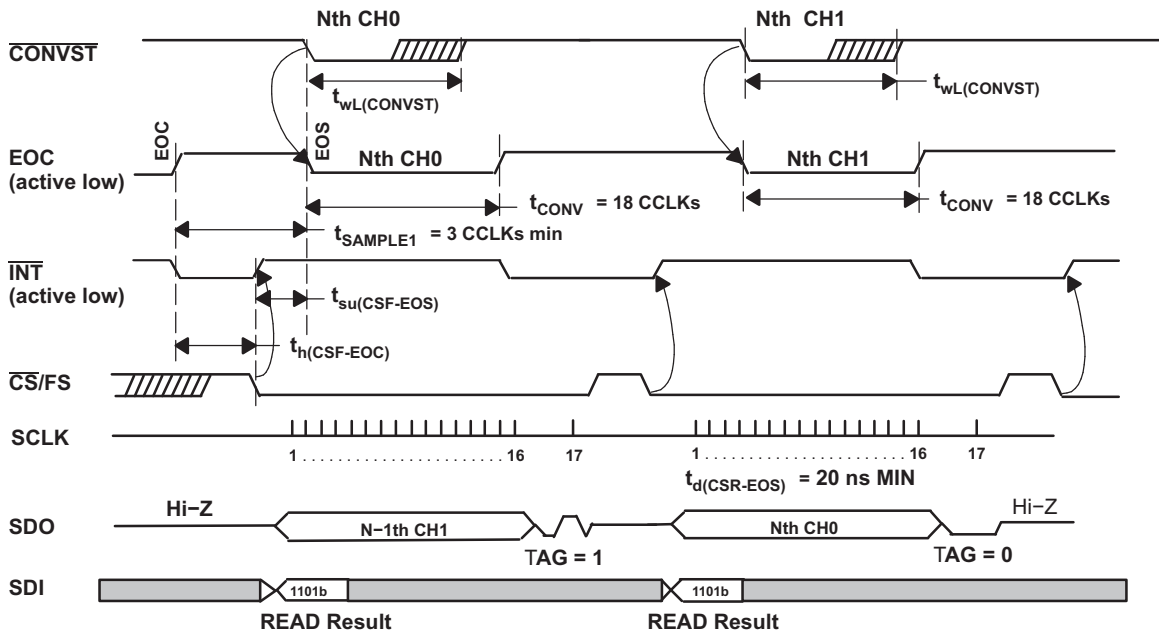 Nth CH0
Nth CH1
CONVST
twL(CONVST)
twL(CONVST)
EOC
EOS
EOC
(active low)
Nth CH0
Nth CH1
tCONV = 18 CCLKs
tCONV = 18 CCLKs
tSAMPLE1 = 3 CCLKs min
INT
(active low)
tsu(CSF-EOS)
th(CSF-EOC)
CS/FS
SCLK
1 . . . . . . . . . . . . . . . . . . . . . . 16 17
1 . . . . . . . . . . . . . . . . . . . . . . 16 17
td(CSR-EOS) = 20 ns MIN
Hi−Z
Hi−Z
SDO
N−1th CH1
Nth CH0
TAG = 1
TAG = 0
SDI
1101b
1101b
READ Result
READ Result